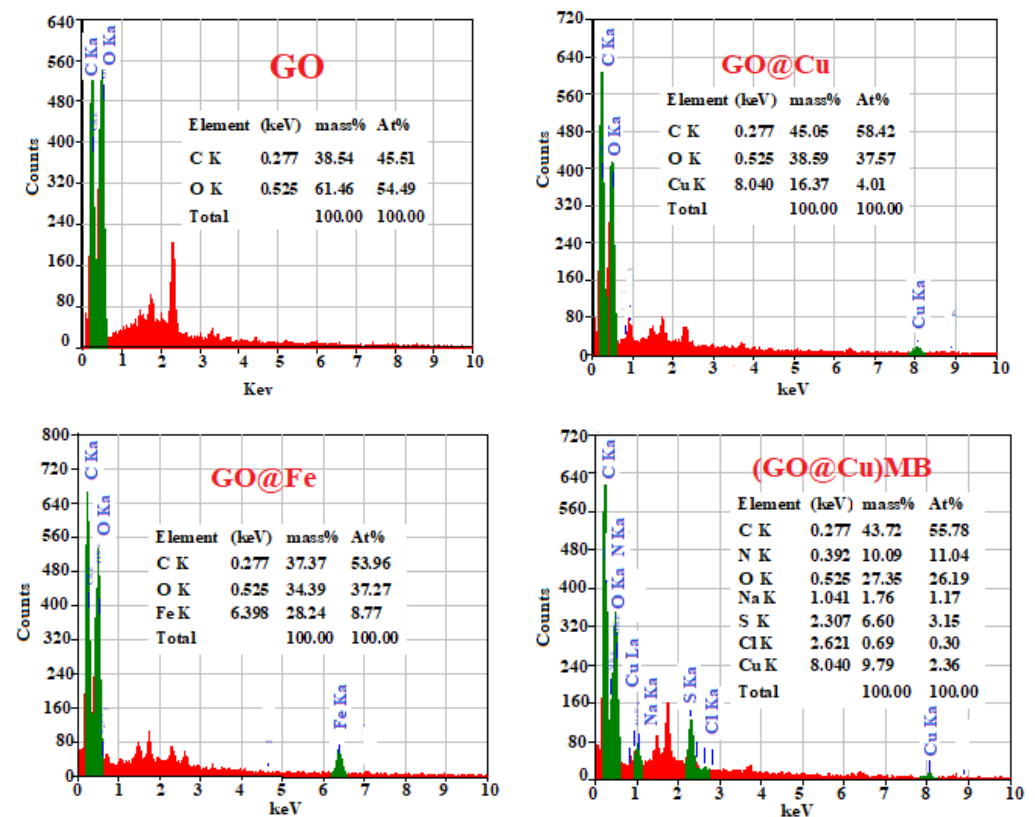 GO
C Ka
O Ka
Counts
640
560
480
400
320
240
160
80
0
Element (keV) mass% At%
C K 0.277 38.54 45.51
O K 0.525 61.46 54.49
Total 100.00 100.00
0 1 2 3 4 5 6 7 8 9 10
Kev
GO@Cu
C Ka
O Ka
Cu Ka
Counts
720
640
560
480
400
320
240
160
80
0
Element (keV) mass% At%
C K 0.277 45.05 58.42
O K 0.525 38.59 37.57
Cu K 8.040 16.37 4.01
Total 100.00 100.00
0 1 2 3 4 5 6 7 8 9 10
keV
GO@Fe
C Ka
O Ka
Fe Ka
Counts
800
720
640
560
480
400
320
240
160
80
0
Element (keV) mass% At%
C K 0.277 37.37 53.96
O K 0.525 34.39 37.27
Fe K 6.398 28.24 8.77
Total 100.00 100.00
0 1 2 3 4 5 6 7 8 9 10
keV
(GO@Cu)MB
C Ka
O Ka N Ka
Cu La
Na Ka
S Ka
Cl Ka
Cu Ka
Counts
720
640
560
480
400
320
240
160
80
0
Element (keV) mass% At%
C K 0.277 43.72 55.78
N K 0.392 10.09 11.04
O K 0.525 27.35 26.19
Na K 1.041 1.76 1.17
S K 2.307 6.60 3.15
Cl K 2.621 0.69 0.30
Cu K 8.040 9.79 2.36
Total 100.00 100.00
0 1 2 3 4 5 6 7 8 9 10
keV